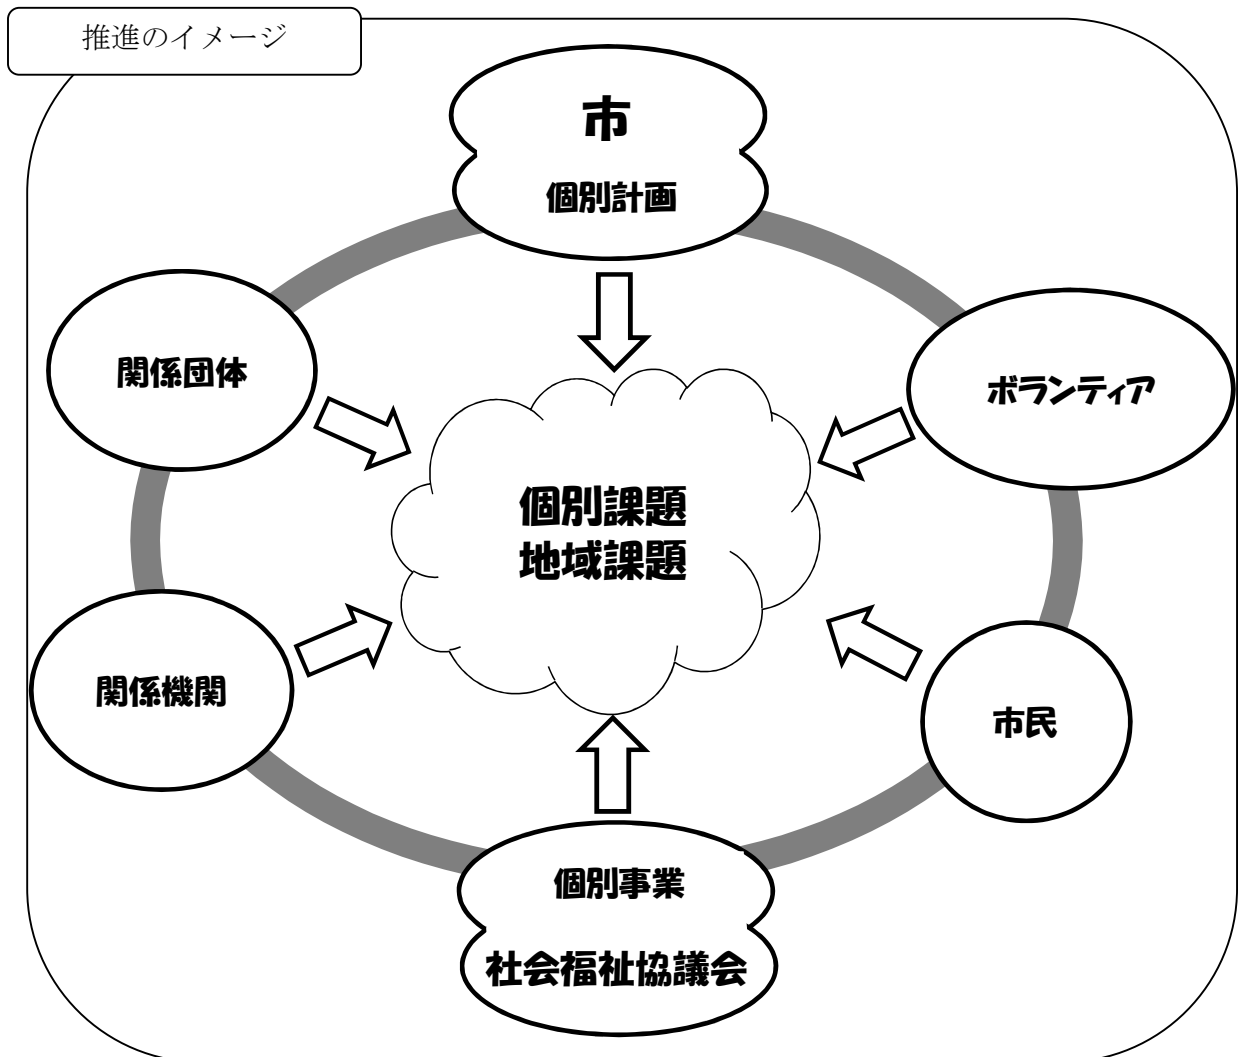 推進のイメージ
市
個別計画
関係団体
ボランティア
個別課題
地域課題
関係機関
市民
個別事業
社会福祉協議会